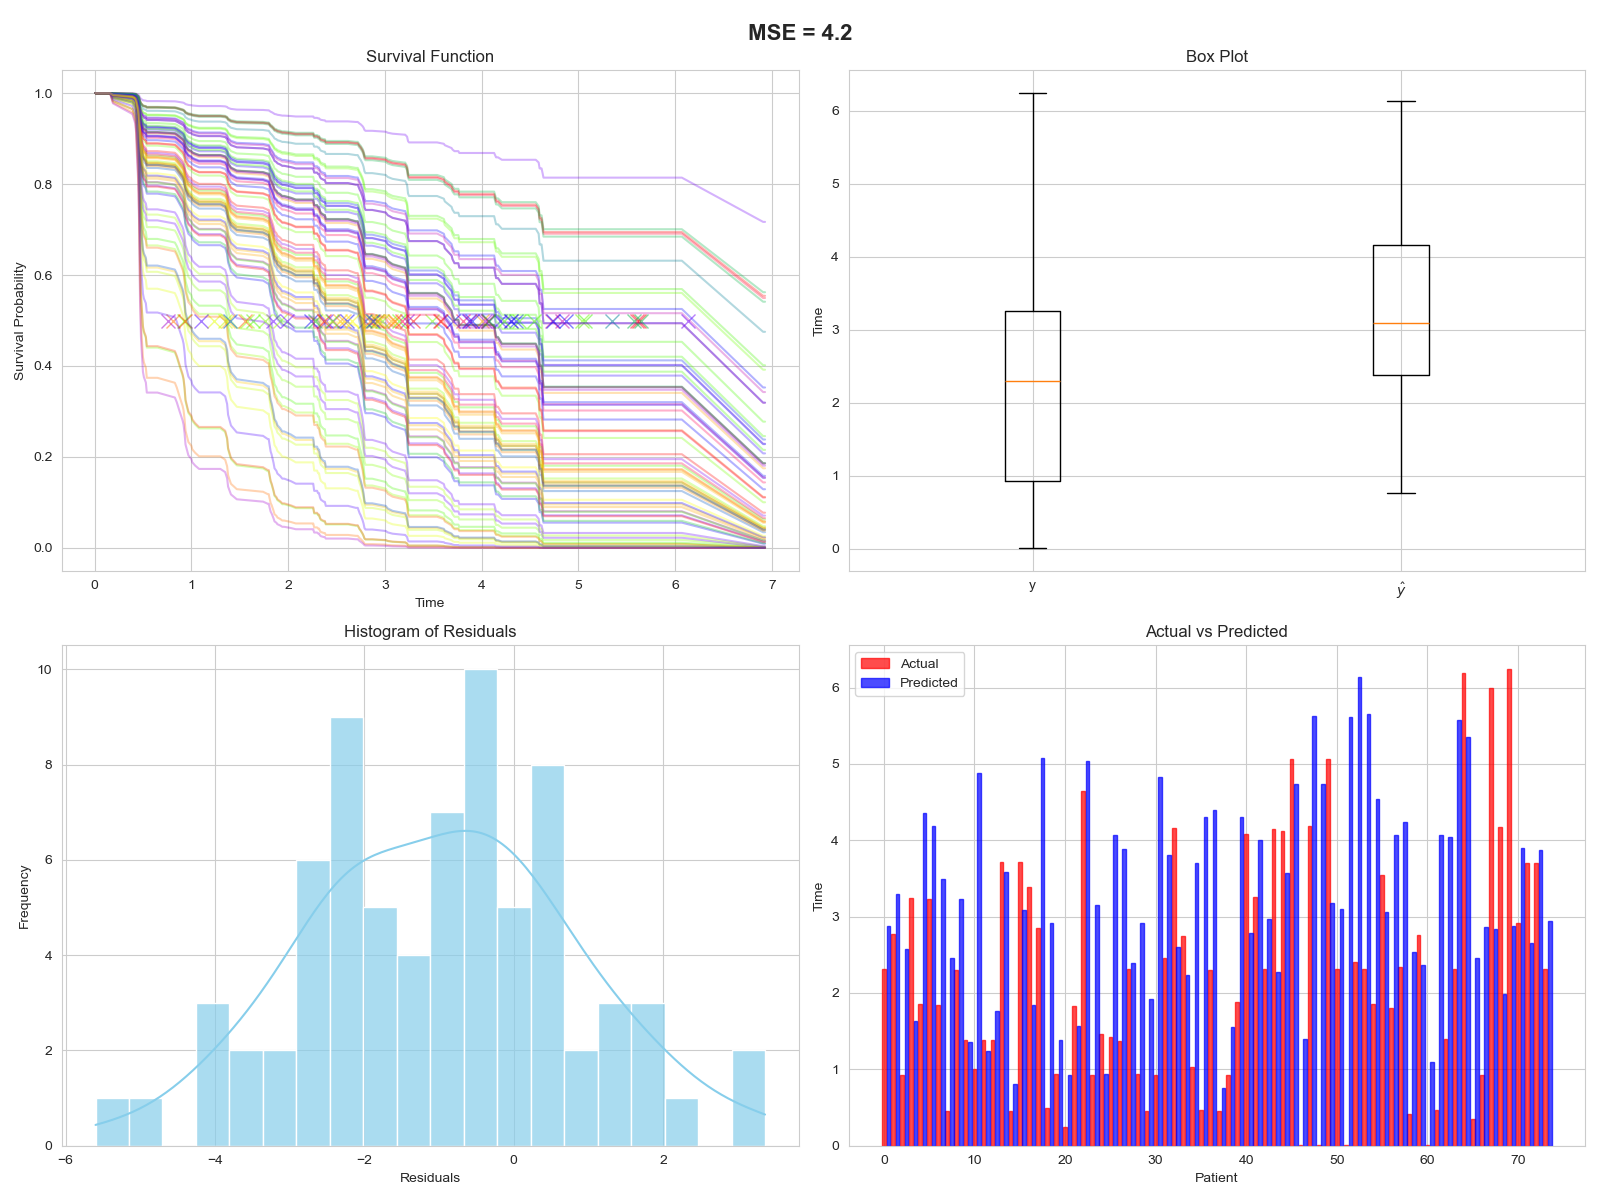 MSE = 4.2
Survival Function
Survival Probability
1.0
0.8
0.6
0.4
0.2
0.0
0 1 2 3 4 5 6 7
Time
Box Plot
Time
6
5
4
3
2
1
0
y ŷ
Histogram of Residuals
Frequency
10
8
6
4
2
0
−6 −4 −2 0 2
Residuals
Actual vs Predicted
Actual
Predicted
Time
6
5
4
3
2
1
0
0 10 20 30 40 50 60 70
Patient